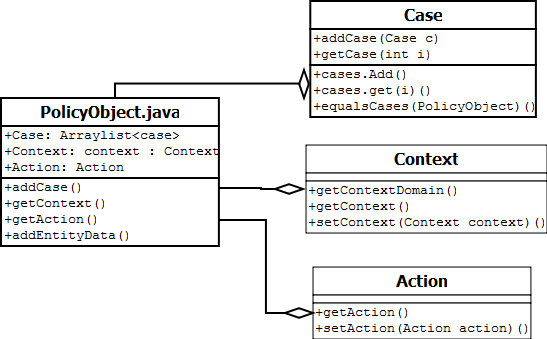 Case
+addCase(Case c)
+getCase(int i)
+cases.Add()
+cases.get(i)()
+equalsCases(PolicyObject)()
PolicyObject.java
+Case: Arraylist<case>
+Context: context : Context
+Action: Action
+addCase()
+getContext()
+getAction()
+addEntityData()
Context
+getContextDomain()
+getContext()
+setContext(Context context)()
Action
+getAction()
+setAction(Action action)()